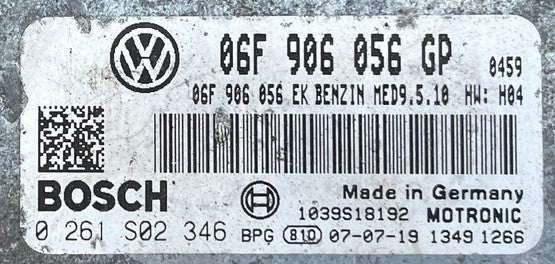 06F 906 056 GP 0459
06F 906 056 EK BENZIN MED9.5.10 HW: H04
BOSCH
Made in Germany
1039S18192 MOTRONIC
0 261 S02 346 BPG 810 07-07-19 1349 1266